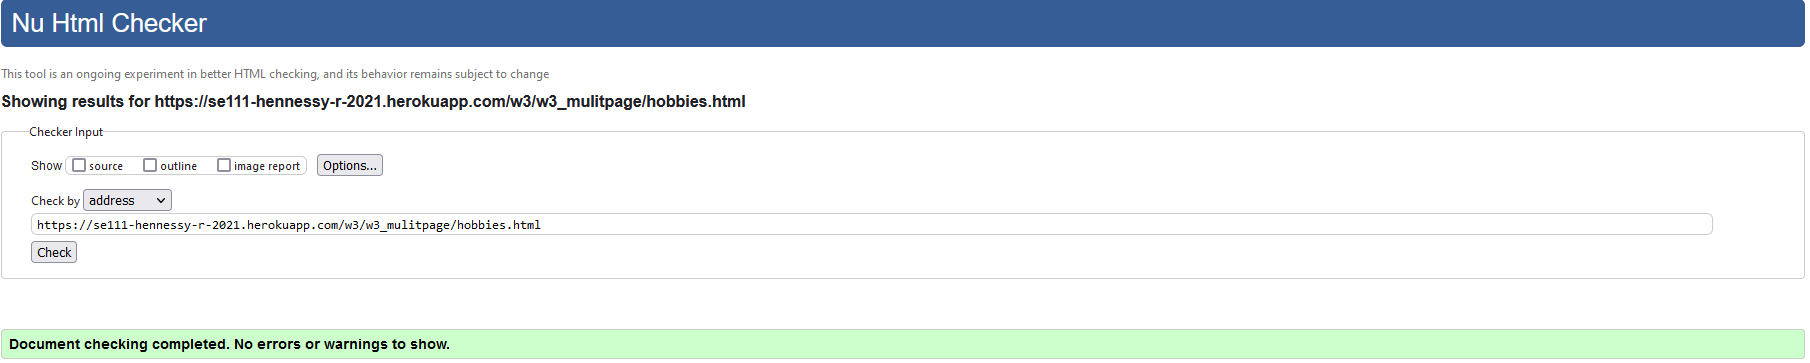 Nu Html Checker
This tool is an ongoing experiment in better HTML checking, and its behavior remains subject to change
Showing results for https://se111-hennessy-r-2021.herokuapp.com/w3/w3_mulitpage/hobbies.html
Checker Input
Show source outline image report Options...
Check by address
https://se111-hennessy-r-2021.herokuapp.com/w3/w3_mulitpage/hobbies.html
Check
Document checking completed. No errors or warnings to show.